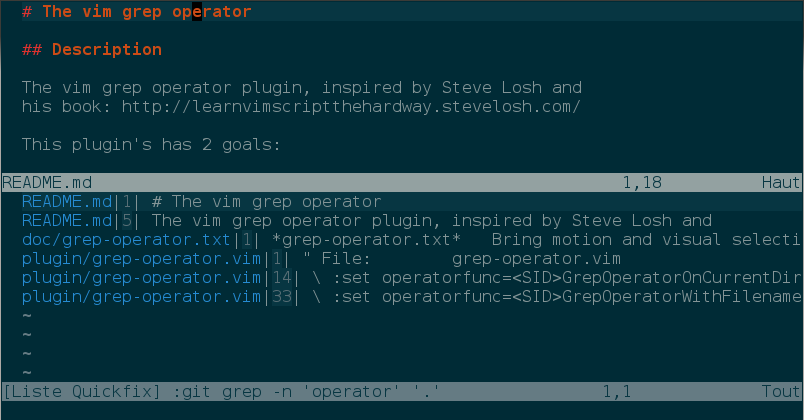 # The vim grep operator
## Description
The vim grep operator plugin, inspired by Steve Losh and
his book: http://learnvimscriptthehardway.stevelosh.com/
This plugin's has 2 goals:
README.md 1,18 Haut
README.md|1| # The vim grep operator
README.md|5| The vim grep operator plugin, inspired by Steve Losh and
doc/grep-operator.txt|1| *grep-operator.txt* Bring motion and visual selecti
plugin/grep-operator.vim|1| " File: grep-operator.vim
plugin/grep-operator.vim|14| \ :set operatorfunc=<SID>GrepOperatorOnCurrentDir
plugin/grep-operator.vim|33| \ :set operatorfunc=<SID>GrepOperatorWithFilename
~
~
~
~
[Liste Quickfix] :git grep -n 'operator' '.' 1,1 Tout